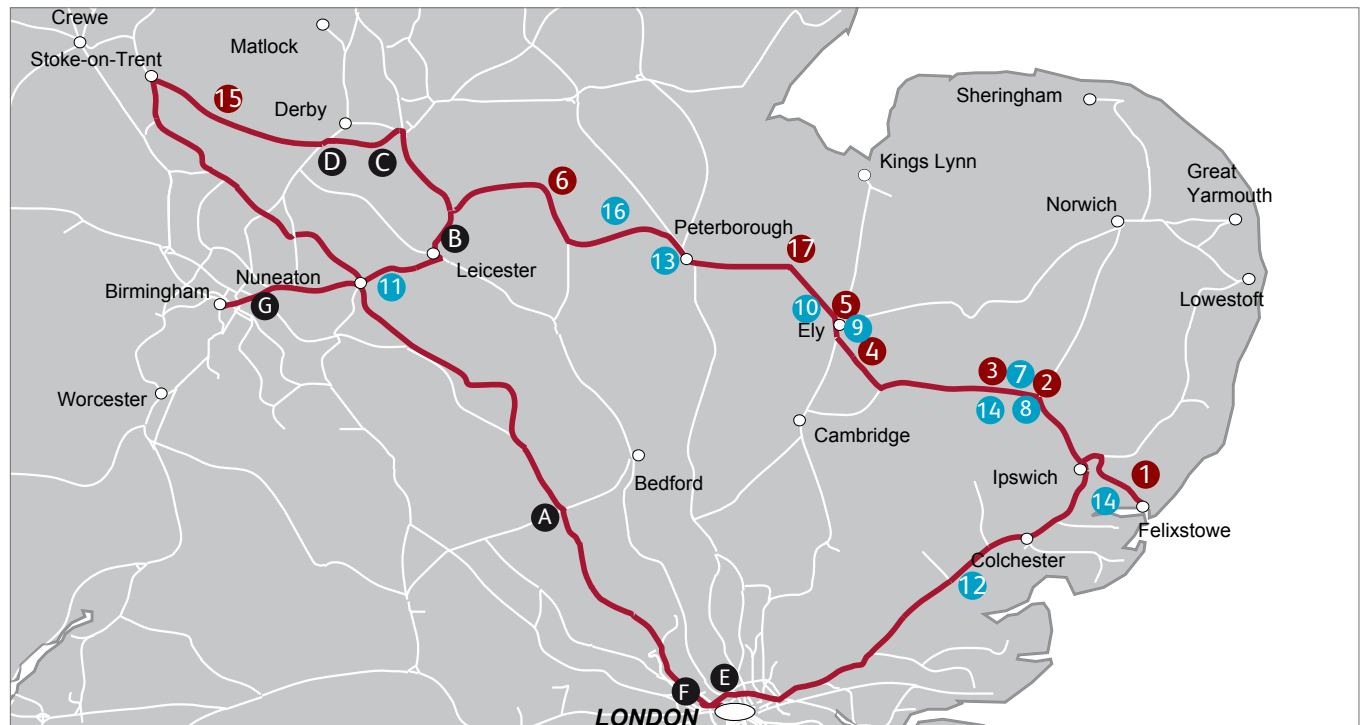 Crewe
Matlock
Stoke-on-Trent
15
Sheringham
Derby
D
C
Kings Lynn
6
Great
Yarmouth
16
Norwich
B
Peterborough
17
13
Leicester
Nuneaton
11
Birmingham
G
Lowestoft
10
5
Ely
9
4
3
7
2
Worcester
14
8
Cambridge
Bedford
Ipswich
1
A
14
Felixstowe
Colchester
12
E
F
LONDON